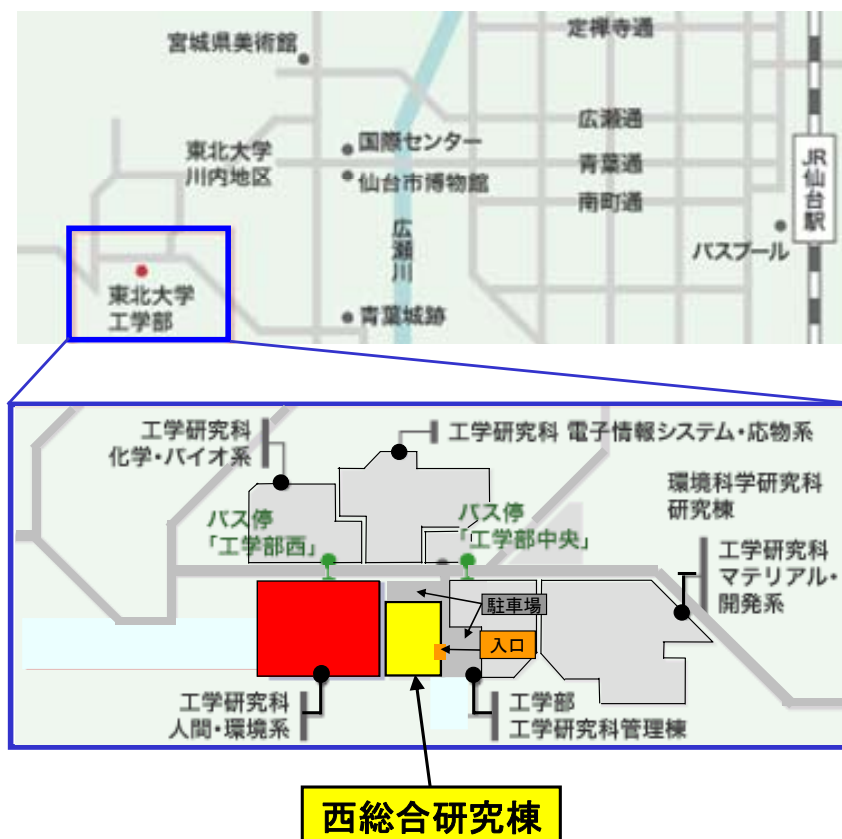 定禅寺通
宮城県美術館
広瀬通
国際センター
東北大学
川内地区
青葉通
仙台市博物館
南町通
JR仙台駅
広瀬川
バスプール
東北大学
工学部
青葉城跡
工学研究科
化学・バイオ系
工学研究科 電子情報システム・応物系
環境科学研究科
研究棟
バス停
「工学部西」
バス停
「工学部中央」
工学研究科
マテリアル・
開発系
駐車場
入口
工学研究科
人間・環境系
工学部
工学研究科管理棟
西総合研究棟